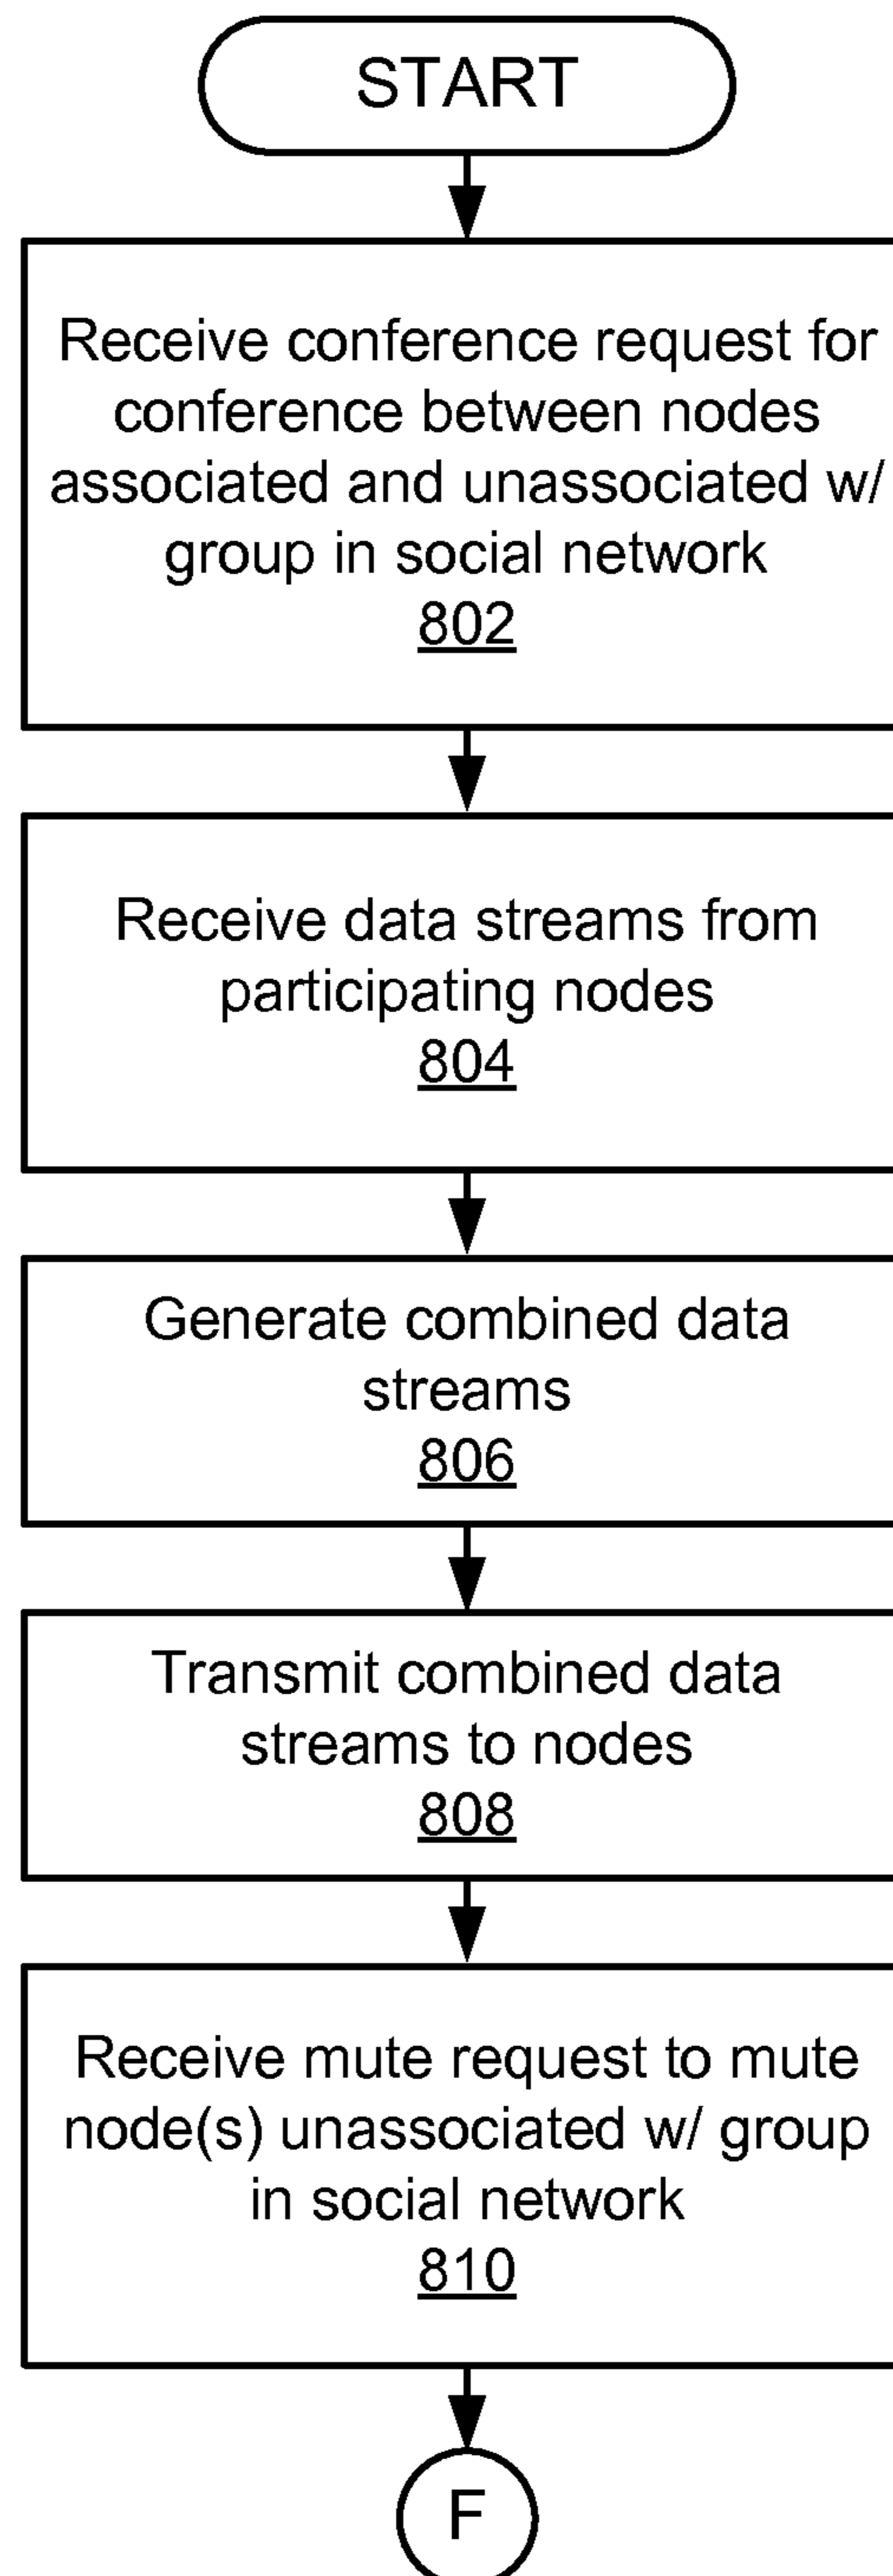 START
Receive conference request for
conference between nodes
associated and unassociated w/
group in social network
802
Receive data streams from
participating nodes
804
Generate combined data
streams
806
Transmit combined data
streams to nodes
808
Receive mute request to mute
node(s) unassociated w/ group
in social network
810
F